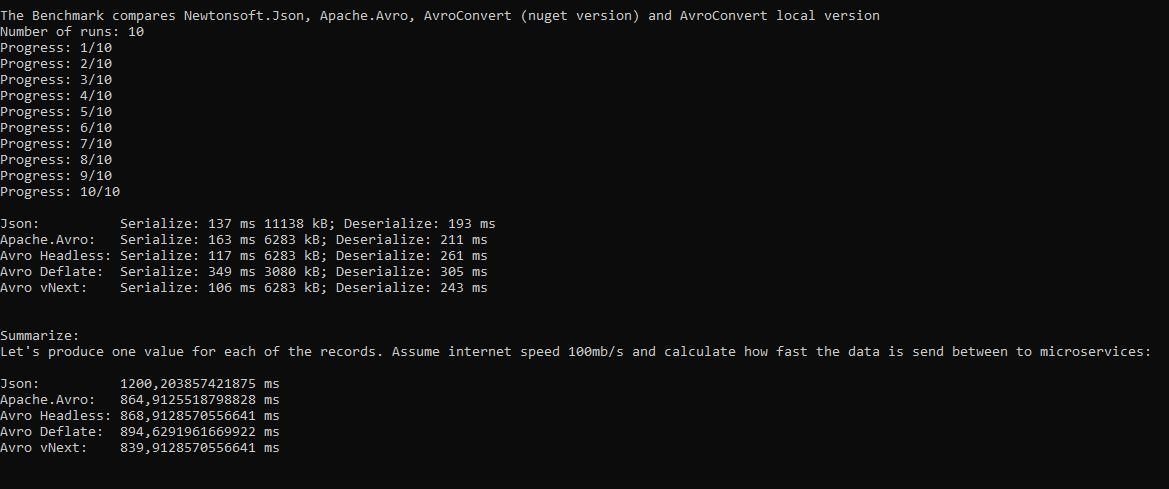 The Benchmark compares Newtonsoft.Json, Apache.Avro, AvroConvert (nuget version) and AvroConvert local version
Number of runs: 10
Progress: 1/10
Progress: 2/10
Progress: 3/10
Progress: 4/10
Progress: 5/10
Progress: 6/10
Progress: 7/10
Progress: 8/10
Progress: 9/10
Progress: 10/10
Json:          Serialize: 137 ms 11138 kB; Deserialize: 193 ms
Apache.Avro:   Serialize: 163 ms 6283 kB; Deserialize: 211 ms
Avro Headless: Serialize: 117 ms 6283 kB; Deserialize: 261 ms
Avro Deflate:  Serialize: 349 ms 3080 kB; Deserialize: 305 ms
Avro vNext:    Serialize: 106 ms 6283 kB; Deserialize: 243 ms
Summarize:
Let's produce one value for each of the records. Assume internet speed 100mb/s and calculate how fast the data is send between to microservices:
Json:          1200,203857421875 ms
Apache.Avro:   864,9125518798828 ms
Avro Headless: 868,9128570556641 ms
Avro Deflate:  894,6291961669922 ms
Avro vNext:    839,9128570556641 ms